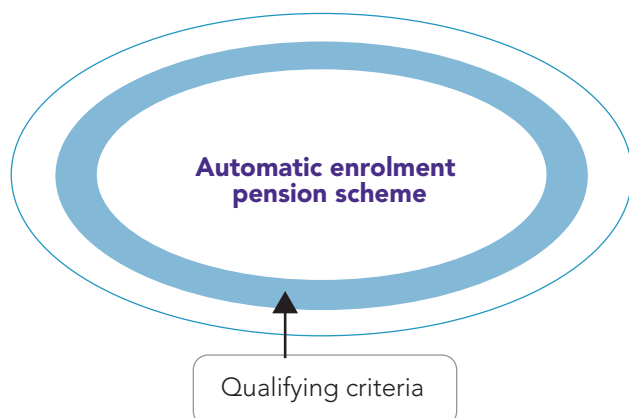 Automatic enrolment
pension scheme
Qualifying criteria